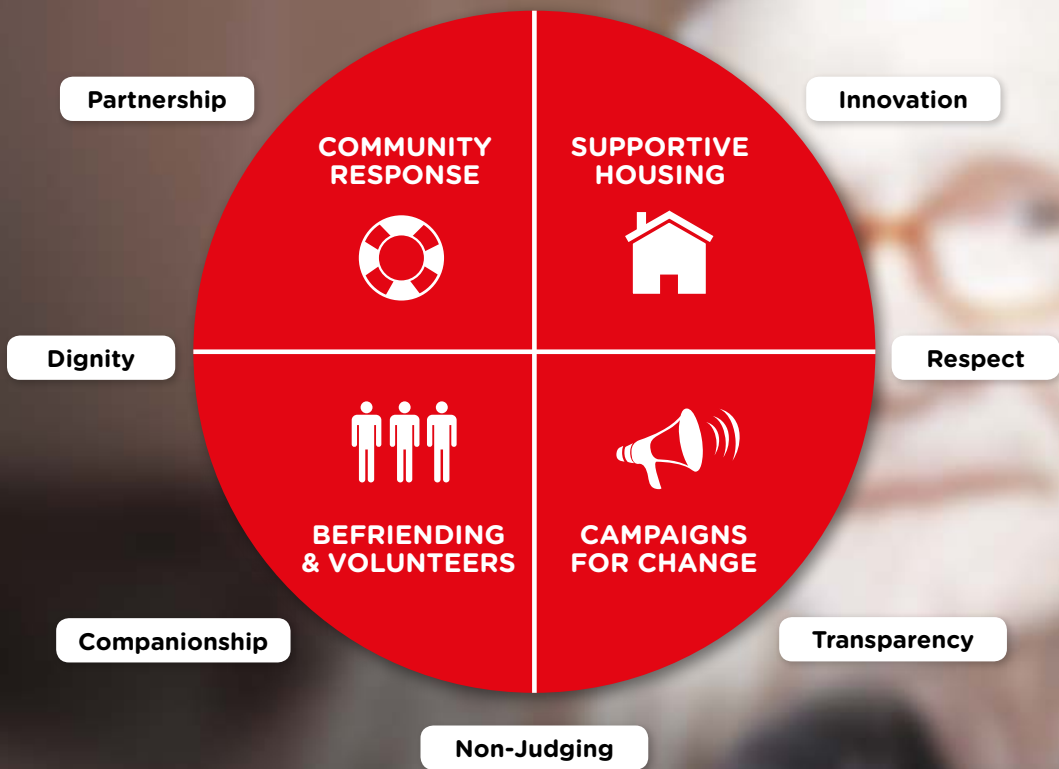 Partnership
Innovation
COMMUNITY
RESPONSE
SUPPORTIVE
HOUSING
Dignity
Respect
BEFRIENDING
& VOLUNTEERS
CAMPAIGNS
FOR CHANGE
Companionship
Transparency
Non-Judging